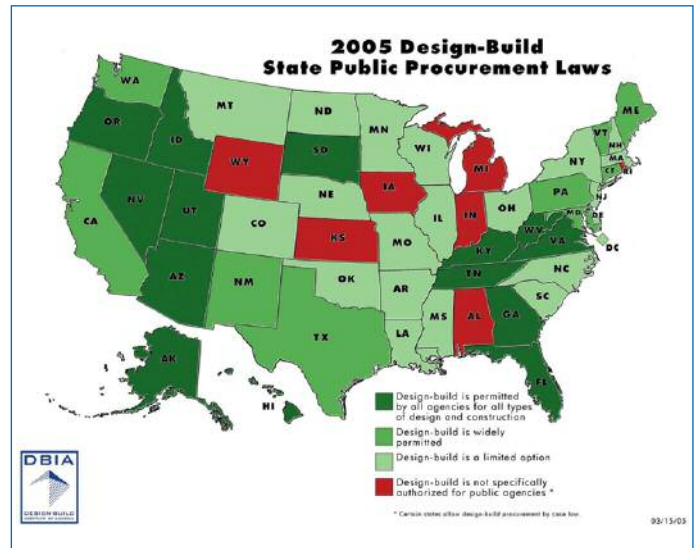 2005 Design-Build
State Public Procurement Laws
WA
OR
ID
MT
ND
MN
WI
MI
NY
VT
NH
ME
MA
CT
RI
WY
SD
IA
NE
IL
IN
OH
PA
NJ
MD
DE
DC
NV
UT
CO
KS
MO
KY
WV
VA
CA
AZ
NM
OK
AR
TN
NC
SC
TX
LA
MS
AL
GA
FL
AK
HI
Design-build is permitted
by all agencies for all types
of design and construction
Design-build is widely
permitted
Design-build is a limited option
Design-build is not specifically
authorized for public agencies *
* Certain states allow design-build procurement by case law.
DBIA
DESIGN-BUILD
03/15/05